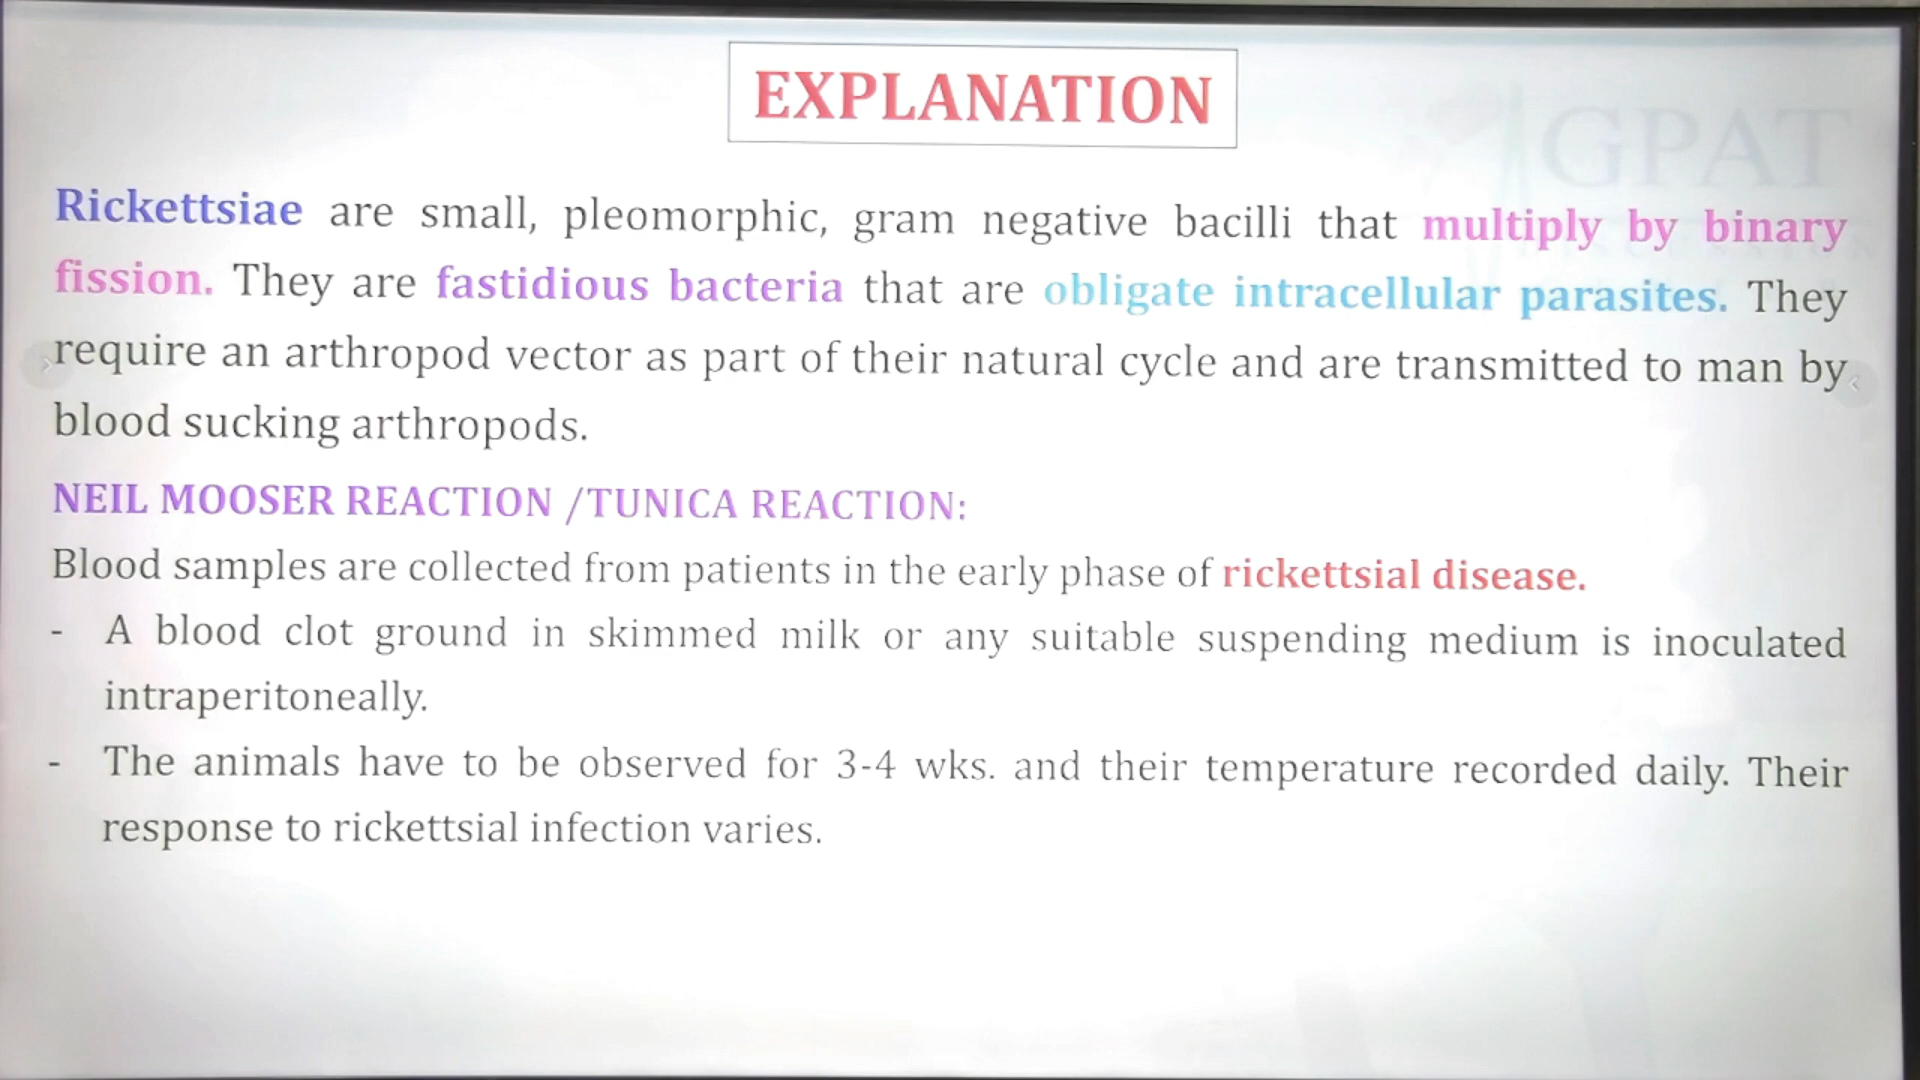 EXPLANATION
GPAT
Rickettsiae are small, pleomorphic, gram negative bacilli that multiply by binary
fission. They are fastidious bacteria that are obligate intracellular parasites. They
require an arthropod vector as part of their natural cycle and are transmitted to man by
blood sucking arthropods.
NEIL MOOSER REACTION /TUNICA REACTION:
Blood samples are collected from patients in the early phase of rickettsial disease.
- A blood clot ground in skimmed milk or any suitable suspending medium is inoculated
intraperitoneally.
- The animals have to be observed for 3-4 wks. and their temperature recorded daily. Their
response to rickettsial infection varies.